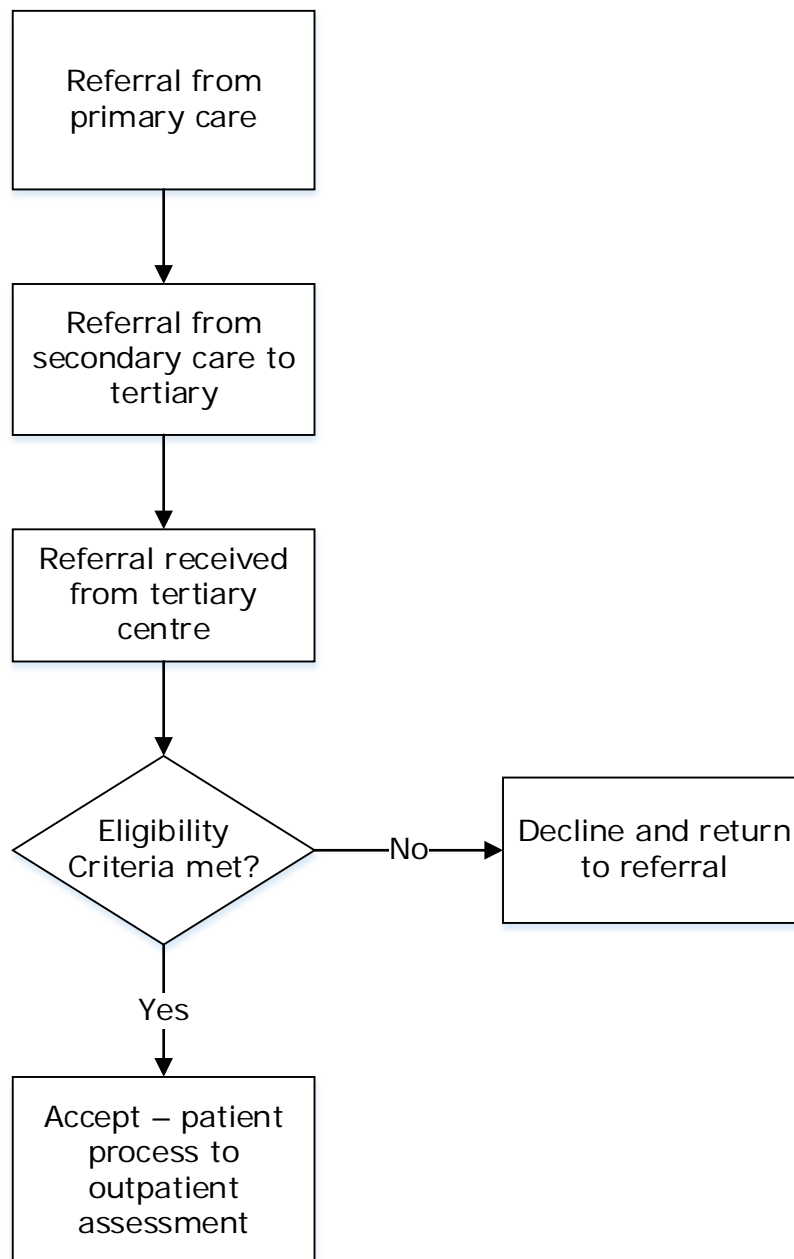 Referral from
primary care
Referral from
secondary care to
tertiary
Referral received
from tertiary
centre
Eligibility
Criteria met?
No
Decline and return
to referral
Yes
Accept – patient
process to
outpatient
assessment